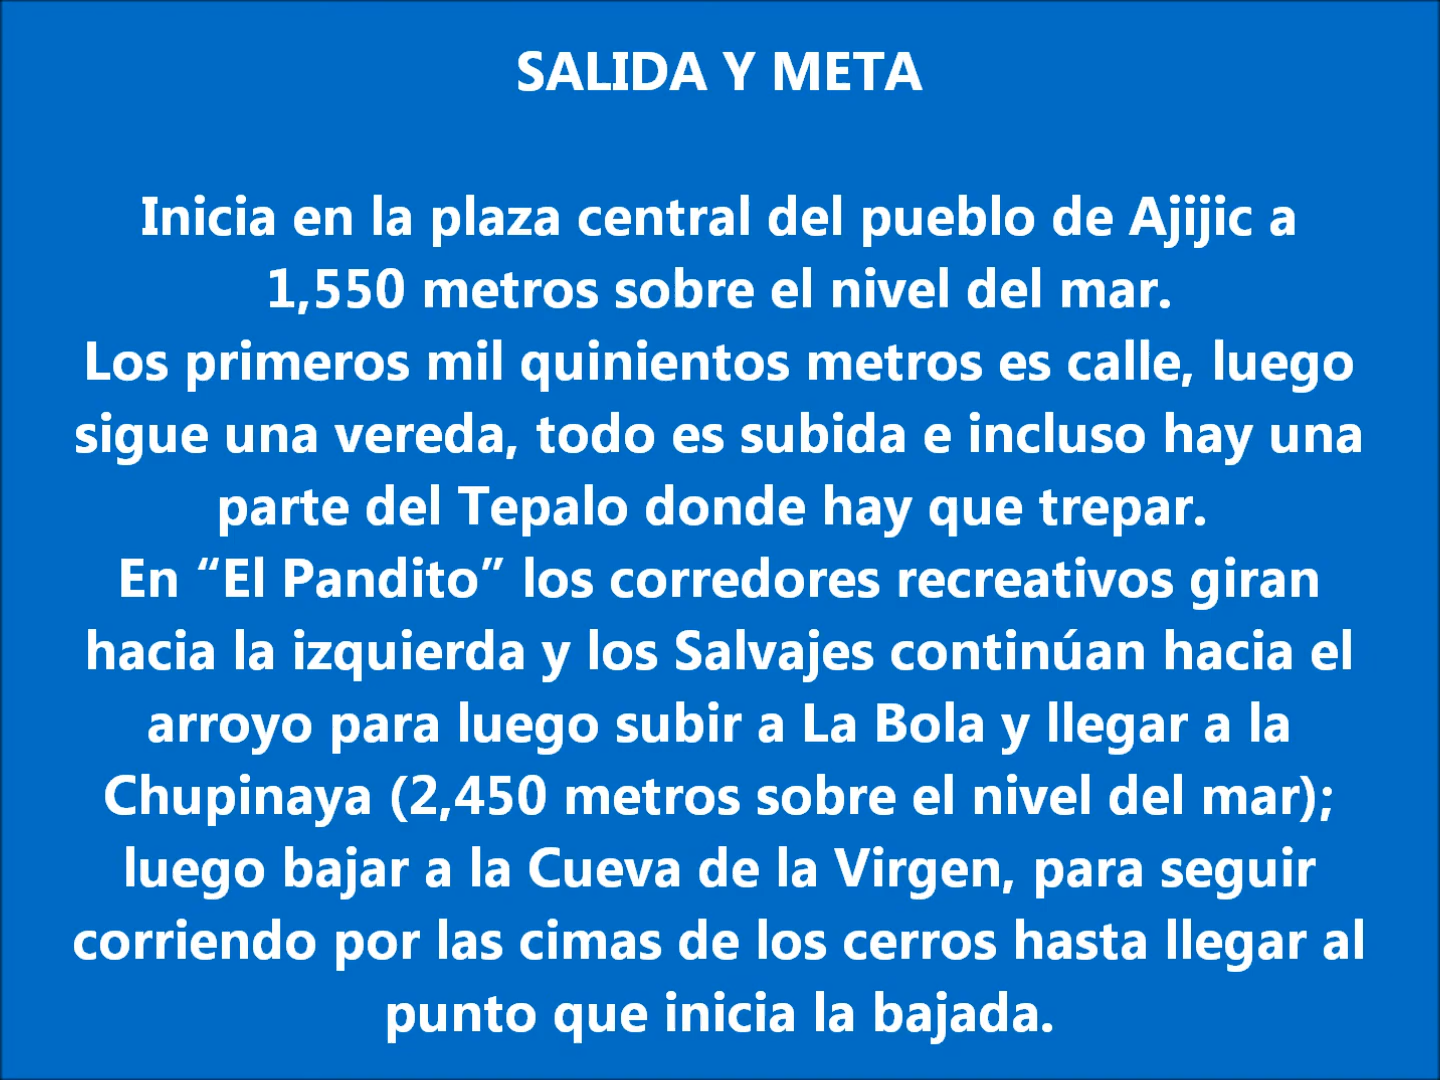 SALIDA Y META
Inicia en la plaza central del pueblo de Ajijic a
1,550 metros sobre el nivel del mar.
Los primeros mil quinientos metros es calle, luego
sigue una vereda, todo es subida e incluso hay una
parte del Tepalo donde hay que trepar.
En “El Pandito” los corredores recreativos giran
hacia la izquierda y los Salvajes continúan hacia el
arroyo para luego subir a La Bola y llegar a la
Chupinaya (2,450 metros sobre el nivel del mar);
luego bajar a la Cueva de la Virgen, para seguir
corriendo por las cimas de los cerros hasta llegar al
punto que inicia la bajada.